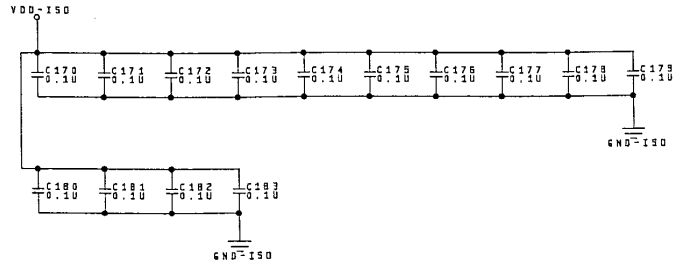 VDD-ISO
C170 C171 C172 C173 C174 C175 C176 C177 C178 C179
0.1U 0.1U 0.1U 0.1U 0.1U 0.1U 0.1U 0.1U 0.1U 0.1U
GND-ISO
C180 C181 C182 C183
0.1U 0.1U 0.1U 0.1U
GND-ISO